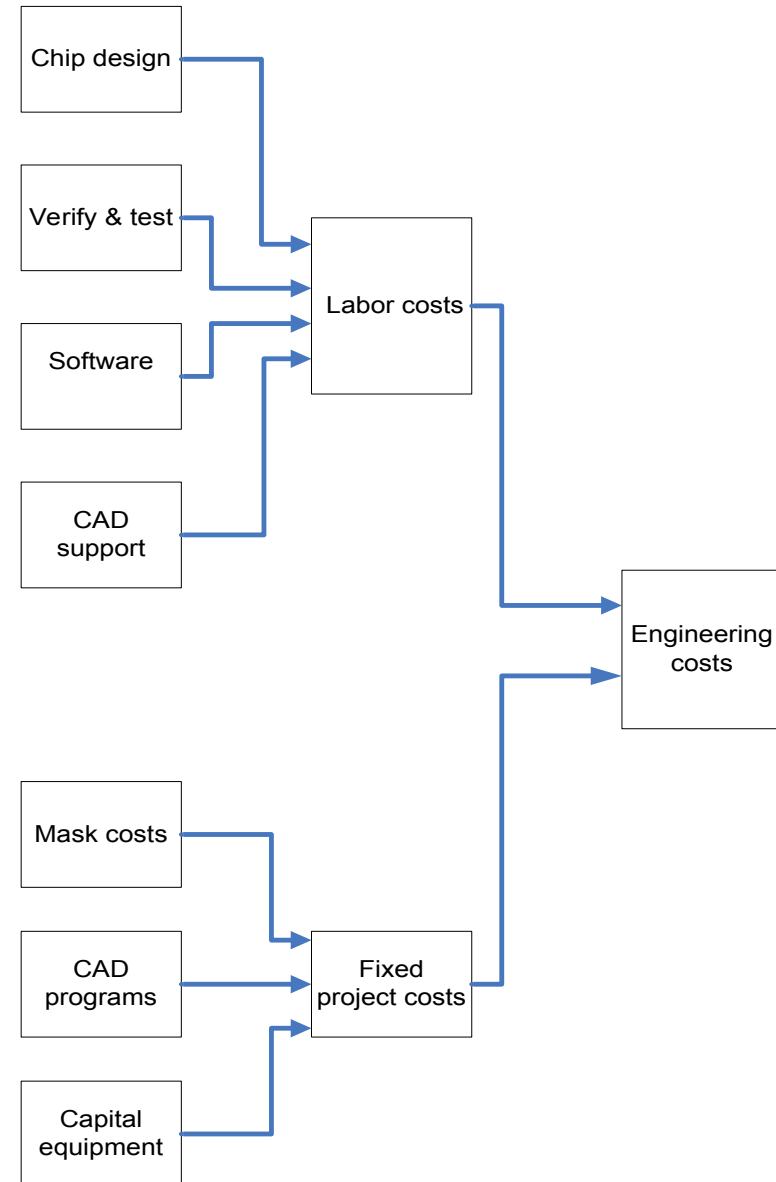 Chip design
Verify & test
Software
CAD
support
Labor costs
Engineering
costs
Mask costs
CAD
programs
Capital
equipment
Fixed
project costs